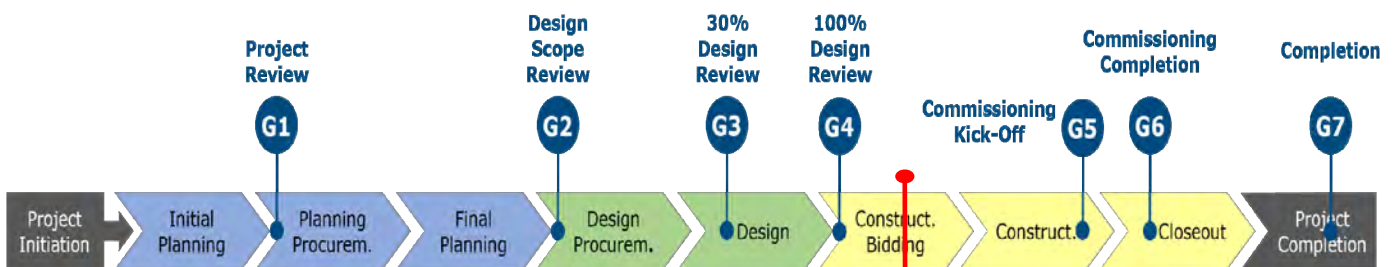 Project
Review
G1
Design
Scope
Review
G2
30%
Design
Review
G3
100%
Design
Review
G4
Commissioning
Kick-Off
G5
Commissioning
Completion
G6
Completion
G7
Project
Initiation
Initial
Planning
Planning
Procurem.
Final
Planning
Design
Procurem.
Design
Construct.
Bidding
Construct.
Closeout
Project
Completion